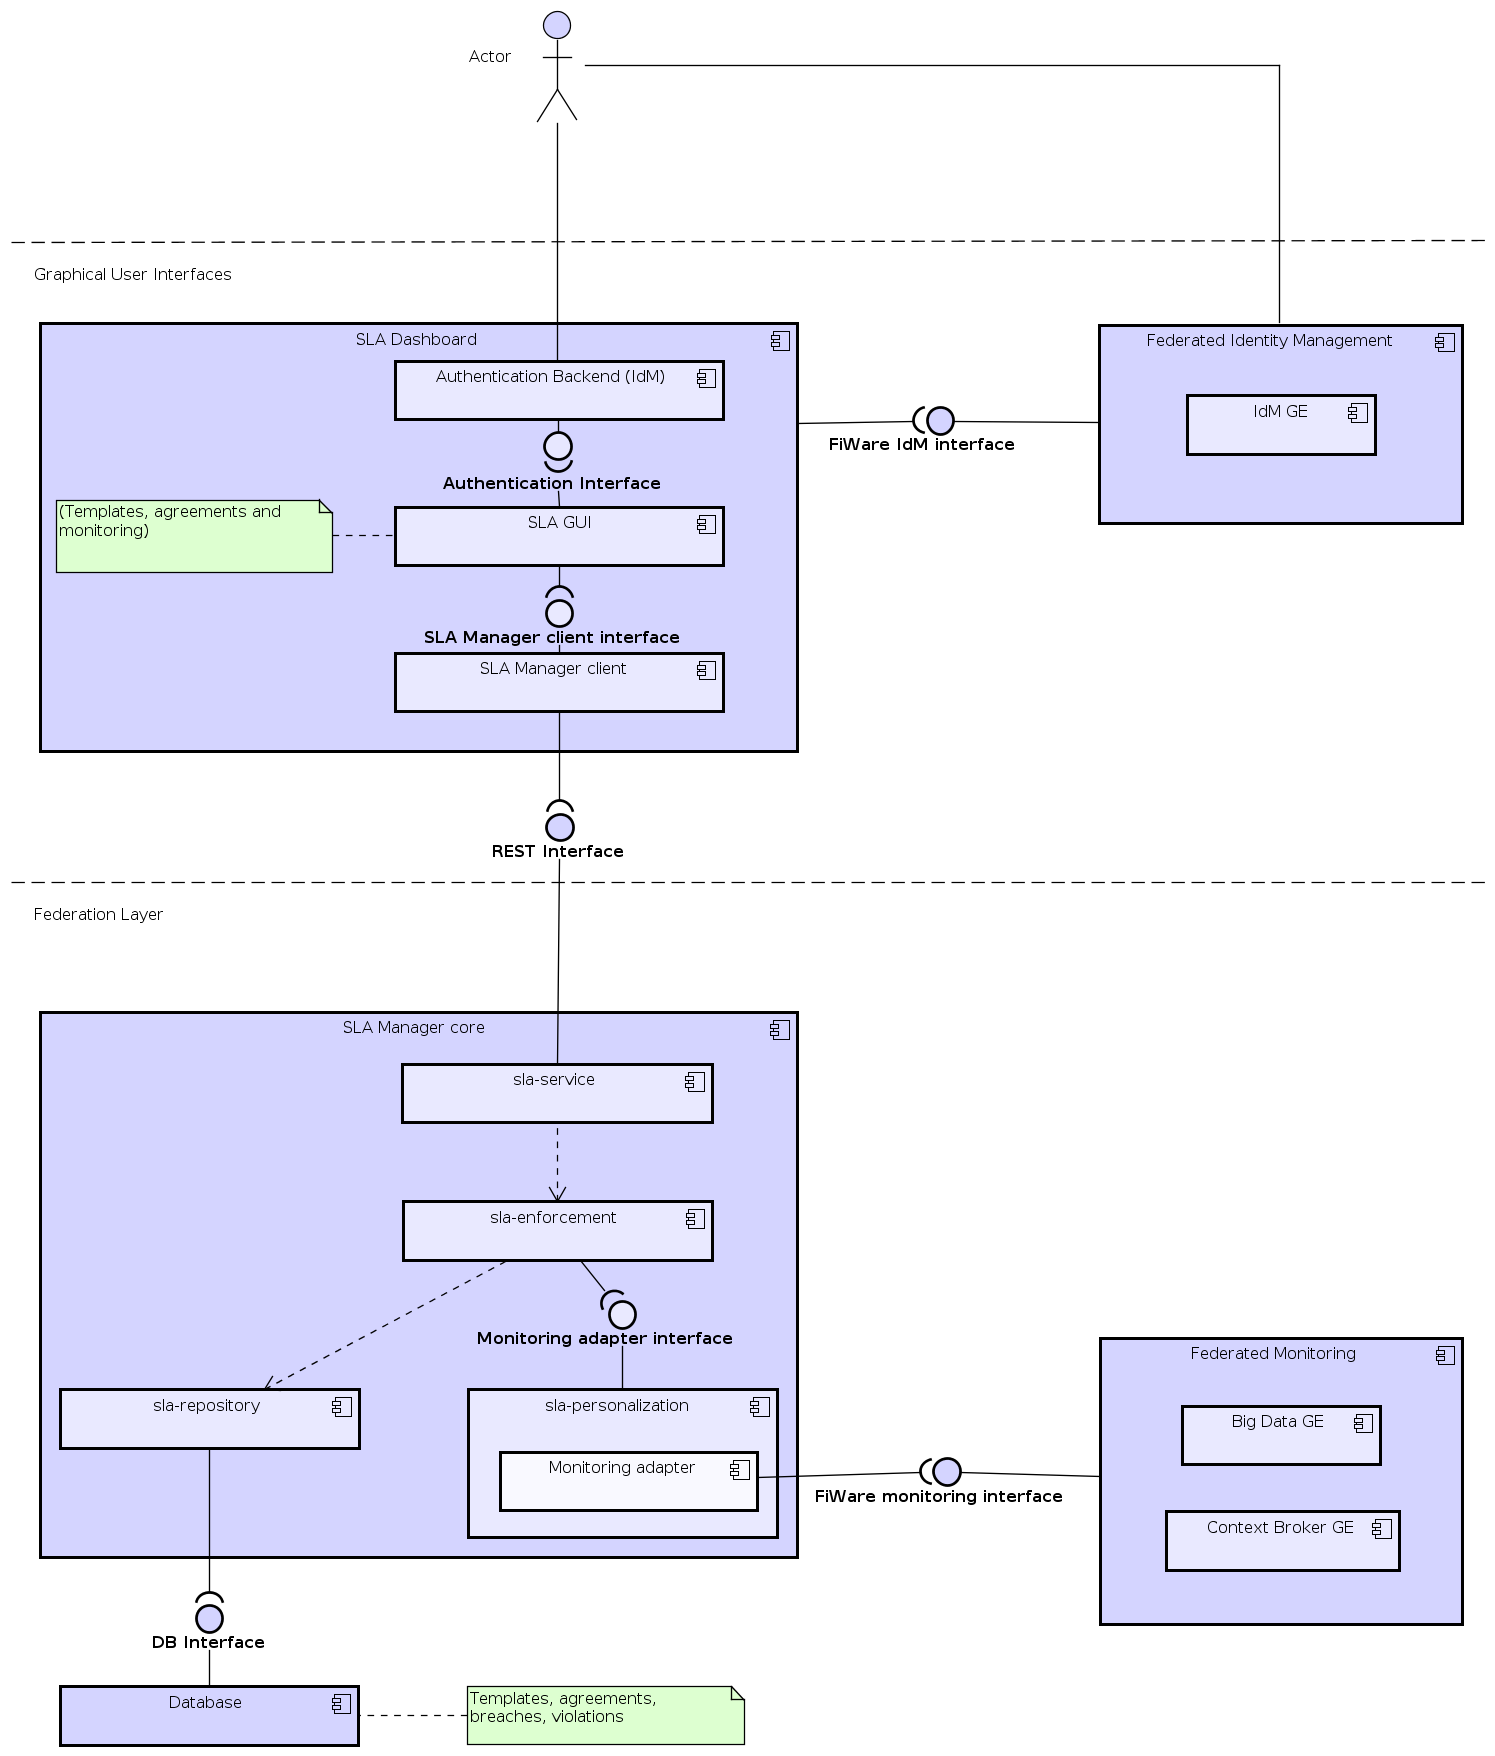 Actor
Graphical User Interfaces
SLA Dashboard
Federated Identity Management
Authentication Backend (IdM)
IdM GE
FiWare IdM interface
Authentication Interface
(Templates, agreements and
monitoring)
SLA GUI
SLA Manager client interface
SLA Manager client
REST Interface
Federation Layer
SLA Manager core
sla-service
sla-enforcement
Monitoring adapter interface
Federated Monitoring
sla-repository
sla-personalization
Big Data GE
Monitoring adapter
FiWare monitoring interface
Context Broker GE
DB Interface
Database
Templates, agreements,
breaches, violations